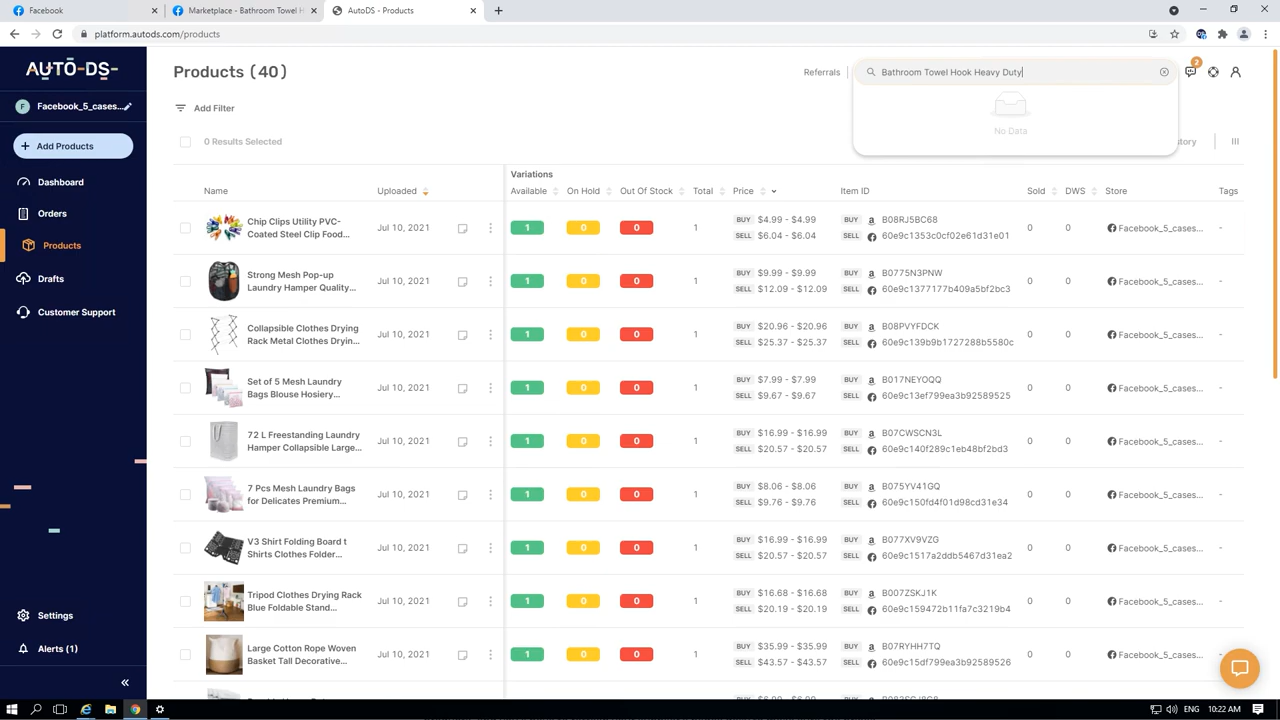 Facebook
Marketplace - Bathroom Towel H
AutoDS - Products
platform.autods.com/products
AUTO-DS-
F Facebook_5_cases...
Add Products
Dashboard
Orders
Products
Drafts
Customer Support
Settings
Alerts (1)
Products (40)
Referrals
Bathroom Towel Hook Heavy Duty
2
No Data
Add Filter
0 Results Selected
story
Variations
Name Uploaded Available On Hold Out Of Stock Total Price Item ID Sold DWS Store Tags
Chip Clips Utility PVC-
Coated Steel Clip Food...
Jul 10, 2021 1 0 0 1
BUY $4.99 - $4.99 BUY a B08RJ5BC68
SELL $6.04 - $6.04 SELL 60e9c1353c0cf02e61d31e01
0 0 Facebook_5_cases... -
Strong Mesh Pop-up
Laundry Hamper Quality...
Jul 10, 2021 1 0 0 1
BUY $9.99 - $9.99 BUY a B0775N3PNW
SELL $12.09 - $12.09 SELL 60e9c1377177b409a5bf2bc3
0 0 Facebook_5_cases... -
Collapsible Clothes Drying
Rack Metal Clothes Dryin...
Jul 10, 2021 1 0 0 1
BUY $20.96 - $20.96 BUY a B08PVYFDCK
SELL $25.37 - $25.37 SELL 60e9c139b9b1727288b5580c
0 0 Facebook_5_cases... -
Set of 5 Mesh Laundry
Bags Blouse Hosiery...
Jul 10, 2021 1 0 0 1
BUY $7.99 - $7.99 BUY a B017NEYOQQ
SELL $9.67 - $9.67 SELL 60e9c13ef799ea3b92589525
0 0 Facebook_5_cases... -
72 L Freestanding Laundry
Hamper Collapsible Large...
Jul 10, 2021 1 0 0 1
BUY $16.99 - $16.99 BUY a B07CWSCN3L
SELL $20.57 - $20.57 SELL 60e9c140f289c1eb48bf2bd3
0 0 Facebook_5_cases... -
7 Pcs Mesh Laundry Bags
for Delicates Premium...
Jul 10, 2021 1 0 0 1
BUY $8.06 - $8.06 BUY a B075YV41GQ
SELL $9.76 - $9.76 SELL 60e9c150fd4f01d98cd31e34
0 0 Facebook_5_cases... -
V3 Shirt Folding Board t
Shirts Clothes Folder...
Jul 10, 2021 1 0 0 1
BUY $16.99 - $16.99 BUY a B077XV9VZG
SELL $20.57 - $20.57 SELL 60e9c1517a2ddb5467d31ea2
0 0 Facebook_5_cases... -
Tripod Clothes Drying Rack
Blue Foldable Stand...
Jul 10, 2021 1 0 0 1
BUY $16.68 - $16.68 BUY a B007ZSKJ1K
SELL $20.19 - $20.19 SELL 60e9c159472b11fa7c3219b4
0 0 Facebook_5_cases... -
Large Cotton Rope Woven
Basket Tall Decorative...
Jul 10, 2021 1 0 0 1
BUY $35.99 - $35.99 BUY a B07RYHH7TQ
SELL $43.57 - $43.57 SELL 60e9c15df799ea3b92589526
0 0 Facebook_5_cases... -
ENG 10:22 AM